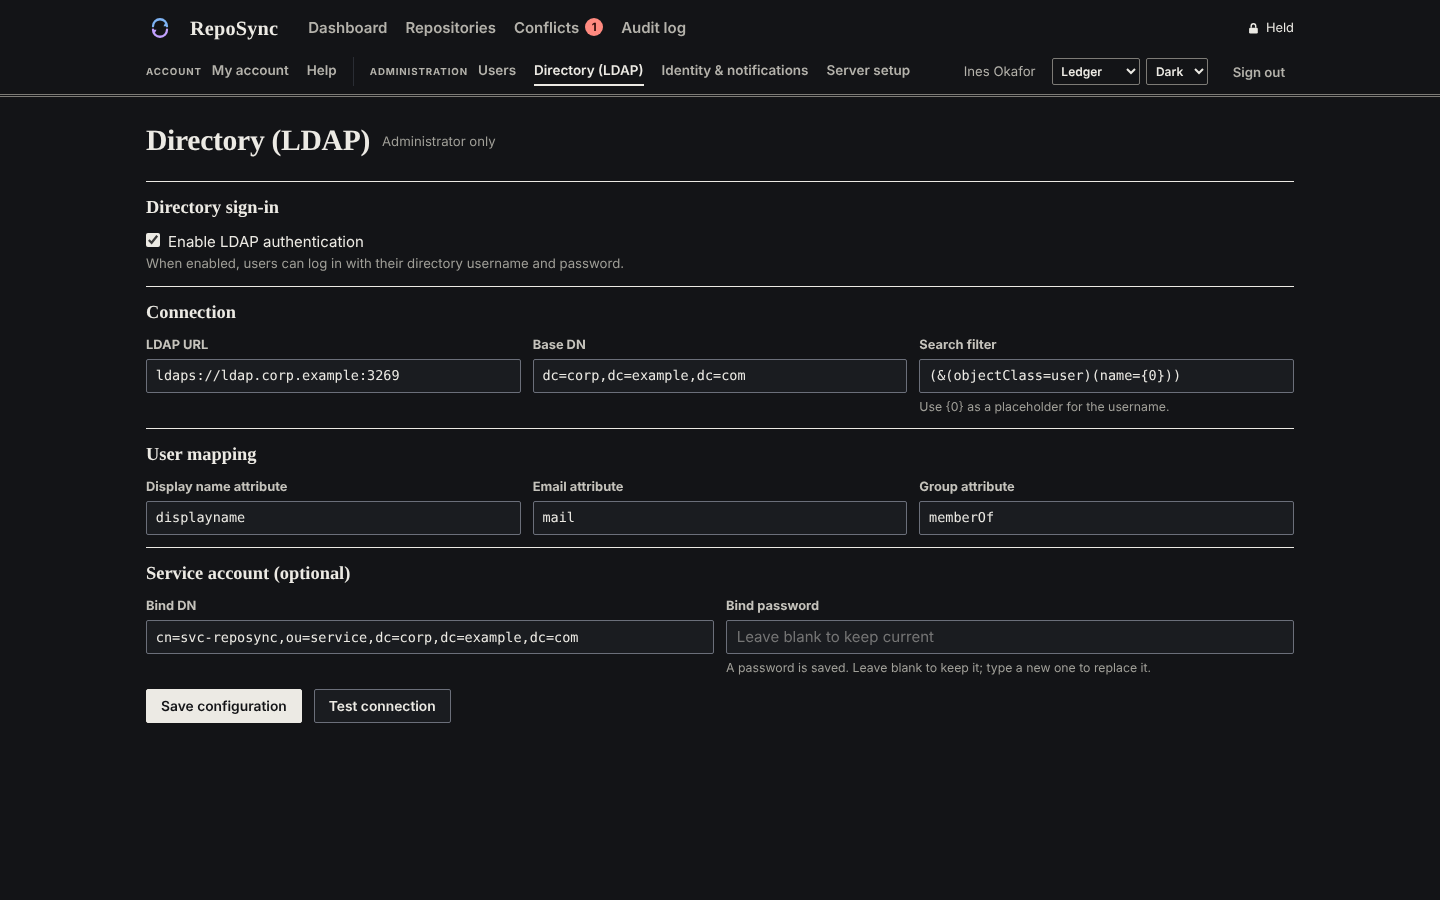 RepoSync Dashboard Repositories Conflicts 1 Audit log Held
ACCOUNT My account Help ADMINISTRATION Users Directory (LDAP) Identity & notifications Server setup Ines Okafor Ledger Dark Sign out
Directory (LDAP) Administrator only
Directory sign-in
Enable LDAP authentication
When enabled, users can log in with their directory username and password.
Connection
LDAP URL Base DN Search filter
ldaps://ldap.corp.example:3269 dc=corp,dc=example,dc=com (&(objectClass=user)(name={0}))
Use {0} as a placeholder for the username.
User mapping
Display name attribute Email attribute Group attribute
displayname mail memberOf
Service account (optional)
Bind DN Bind password
cn=svc-reposync,ou=service,dc=corp,dc=example,dc=com Leave blank to keep current
A password is saved. Leave blank to keep it; type a new one to replace it.
Save configuration Test connection